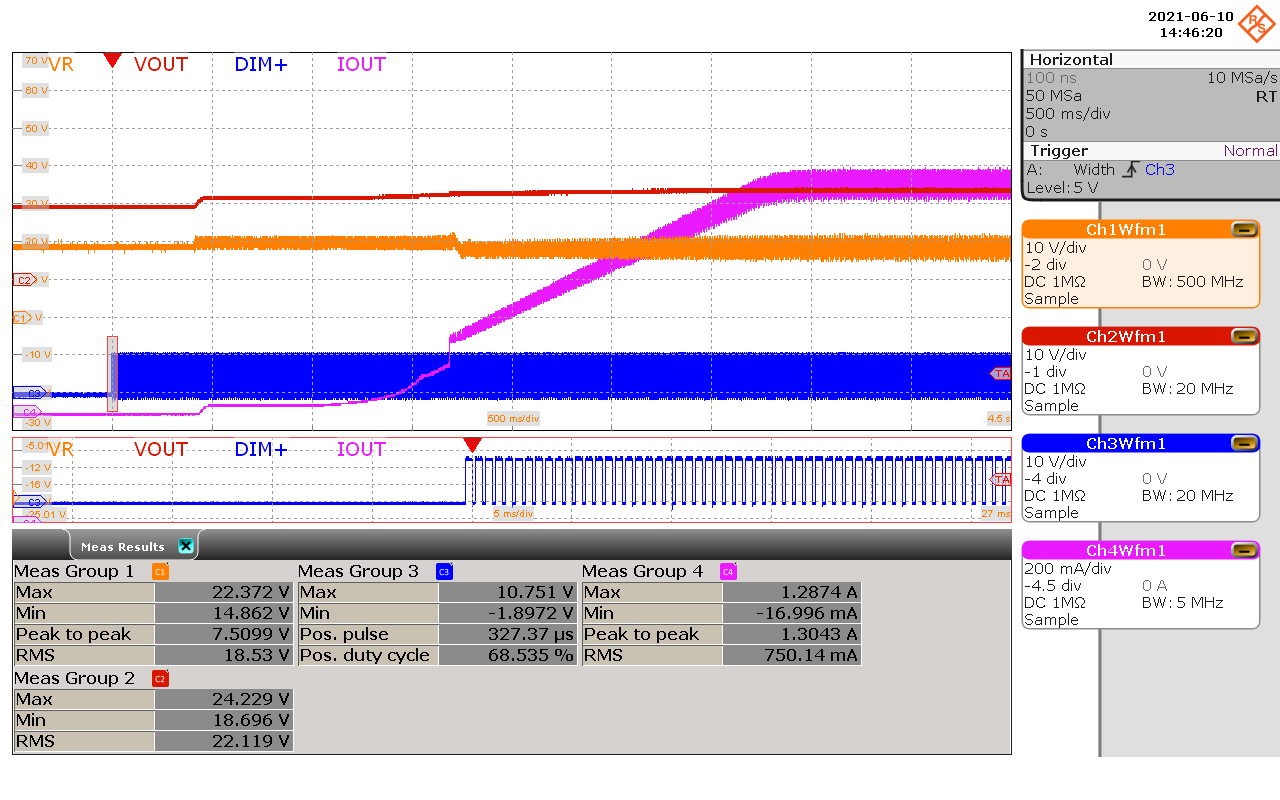 2021-06-10
14:46:20
R S
70 V VR VOUT DIM+ IOUT
60 V
50 V
40 V
30 V
20 V
C2 V
C1 V
-10 V
C3
TA
C4
-30 V
500 ms/div
4.5 s
-5.01 VR VOUT DIM+ IOUT
-12 V
-16 V
C3
TA
-25.01 V
5 ms/div
27 ms
Horizontal
100 ns 10 MSa/s
50 MSa RT
500 ms/div
0 s
Trigger Normal
A: Width Ch3
Level: 5 V
Ch1Wfm1
10 V/div
-2 div 0 V
DC 1MΩ BW: 500 MHz
Sample
Ch2Wfm1
10 V/div
-1 div 0 V
DC 1MΩ BW: 20 MHz
Sample
Ch3Wfm1
10 V/div
-4 div 0 V
DC 1MΩ BW: 20 MHz
Sample
Ch4Wfm1
200 mA/div
-4.5 div 0 A
DC 1MΩ BW: 5 MHz
Sample
Meas Results
Meas Group 1 C1
Max 22.372 V
Min 14.862 V
Peak to peak 7.5099 V
RMS 18.53 V
Meas Group 3 C3
Max 10.751 V
Min -1.8972 V
Pos. pulse 327.37 µs
Pos. duty cycle 68.535 %
Meas Group 4 C4
Max 1.2874 A
Min -16.996 mA
Peak to peak 1.3043 A
RMS 750.14 mA
Meas Group 2 C2
Max 24.229 V
Min 18.696 V
RMS 22.119 V